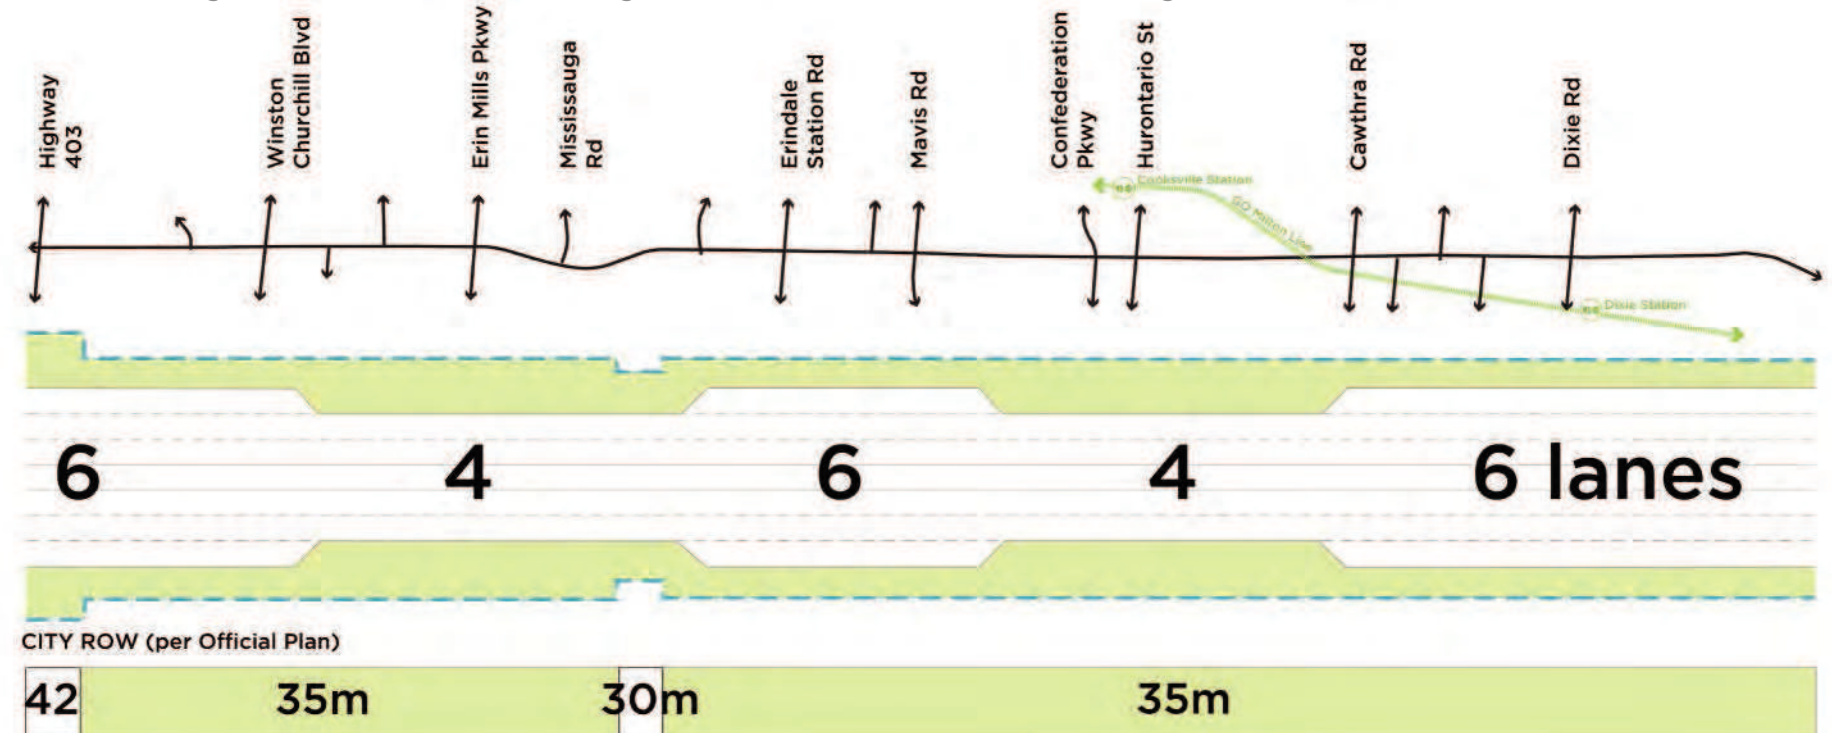 Highway
403
Winston
Churchill Blvd
Erin Mills Pkwy
Mississauga
Rd
Erindale
Station Rd
Mavis Rd
Confederation
Pkwy
Hurontario St
Cawthra Rd
Dixie Rd
Cooksville Station
GO Milton Line
Dixie Station
6
4
6
4
6 lanes
CITY ROW (per Official Plan)
42
35m
30m
35m